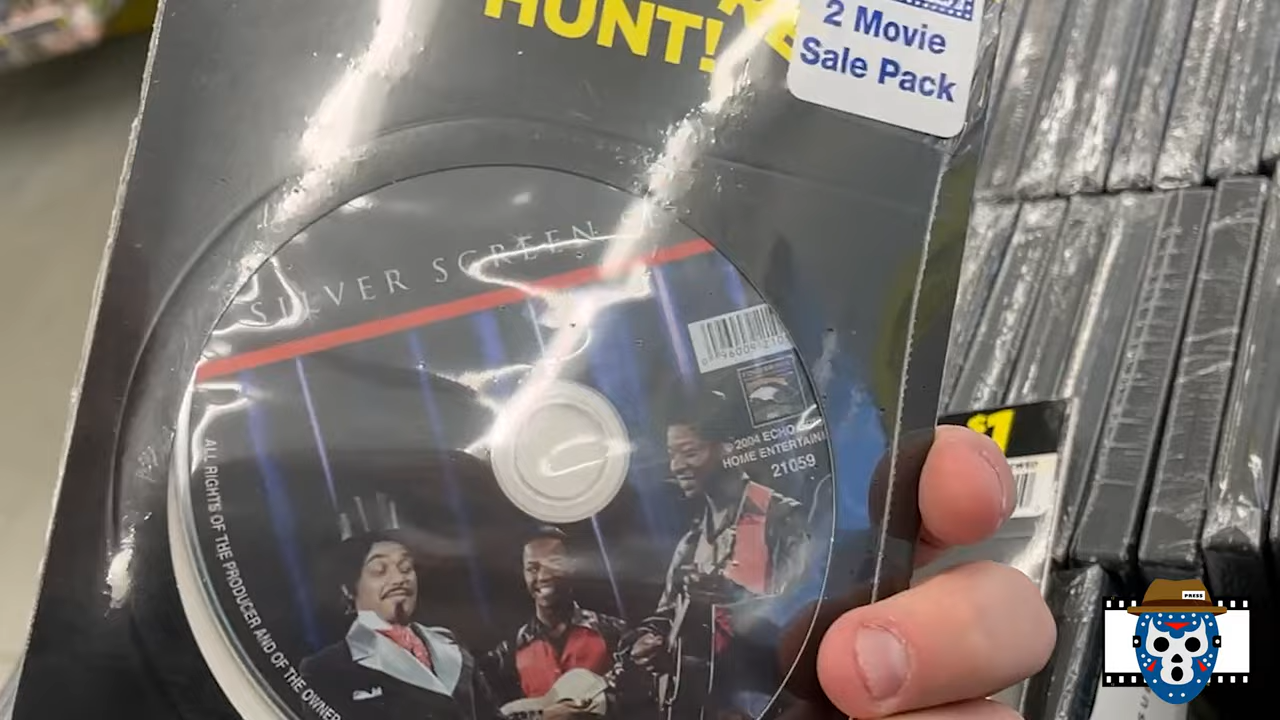 HUNT!
2 Movie
Sale Pack
SILVER SCREEN
2004 ECHO
HOME ENTERTAIN
21059
ALL RIGHTS OF THE PRODUCER AND OF THE OWNER
$1
PRESS